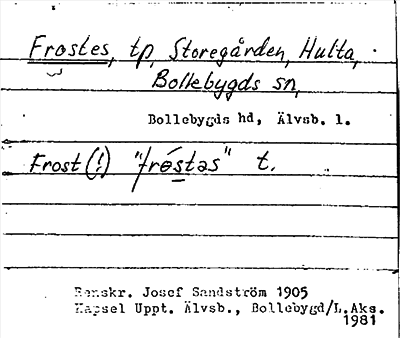 Frostes, tp, Storegården, Hulta,
Bollebygds sn,
Bollebygds hd, Älvsb. l.
Frost (!) "frǿstəs" t.
Renskr. Josef Sandström 1905
Kapsel Uppt. Älvsb., Bollebygd/L.Aks.
1981